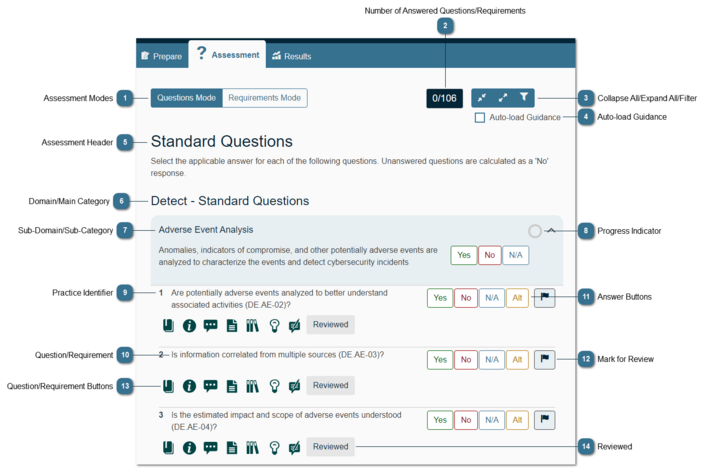 Number of Answered Questions/Requirements
2
Prepare
? Assessment
Results
Assessment Modes 1
Questions Mode Requirements Mode
0/106
3 Collapse All/Expand All/Filter
Auto-load Guidance
4 Auto-load Guidance
Assessment Header 5
Standard Questions
Select the applicable answer for each of the following questions. Unanswered questions are calculated as a 'No'
response.
Domain/Main Category 6
Detect - Standard Questions
Sub-Domain/Sub-Category 7
Adverse Event Analysis
8 Progress Indicator
Anomalies, indicators of compromise, and other potentially adverse events are
analyzed to characterize the events and detect cybersecurity incidents
Yes No N/A
Practice Identifier 9
1 Are potentially adverse events analyzed to better understand
associated activities (DE.AE-02)?
Yes No N/A Alt
11 Answer Buttons
Reviewed
Question/Requirement 10
2 Is information correlated from multiple sources (DE.AE-03)?
Yes No N/A Alt
12 Mark for Review
Question/Requirement Buttons 13
Reviewed
3 Is the estimated impact and scope of adverse events understood
(DE.AE-04)?
Yes No N/A Alt
Reviewed
14 Reviewed